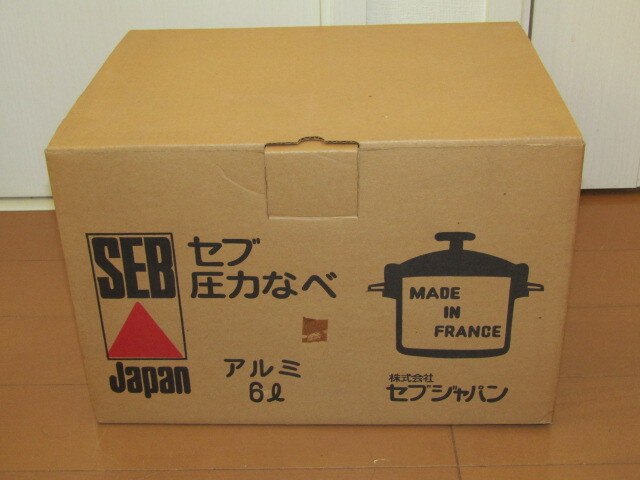 SEB
Japan
セブ
圧力なべ
アルミ
6ℓ
MADE
IN
FRANCE
株式会社
セブジャパン